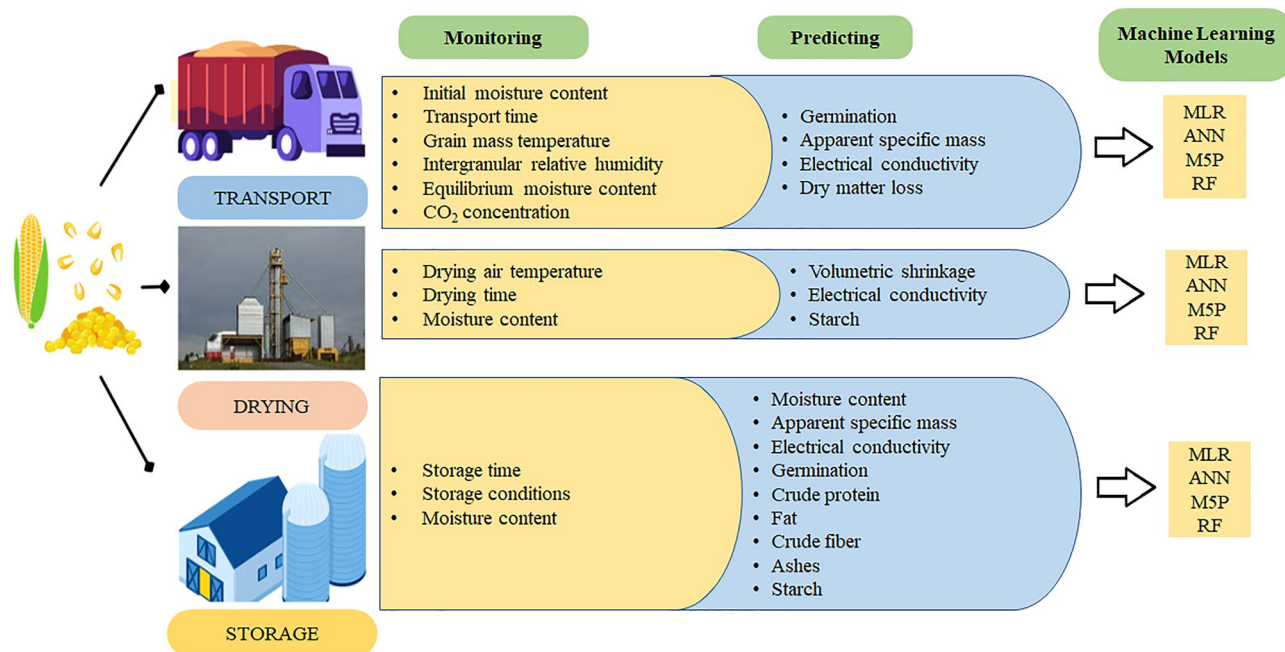 Monitoring
Predicting
Machine Learning
Models
• Initial moisture content
• Transport time
• Grain mass temperature
• Intergranular relative humidity
• Equilibrium moisture content
• CO₂ concentration
• Germination
• Apparent specific mass
• Electrical conductivity
• Dry matter loss
MLR
ANN
M5P
RF
TRANSPORT
• Drying air temperature
• Drying time
• Moisture content
• Volumetric shrinkage
• Electrical conductivity
• Starch
MLR
ANN
M5P
RF
DRYING
• Storage time
• Storage conditions
• Moisture content
• Moisture content
• Apparent specific mass
• Electrical conductivity
• Germination
• Crude protein
• Fat
• Crude fiber
• Ashes
• Starch
MLR
ANN
M5P
RF
STORAGE